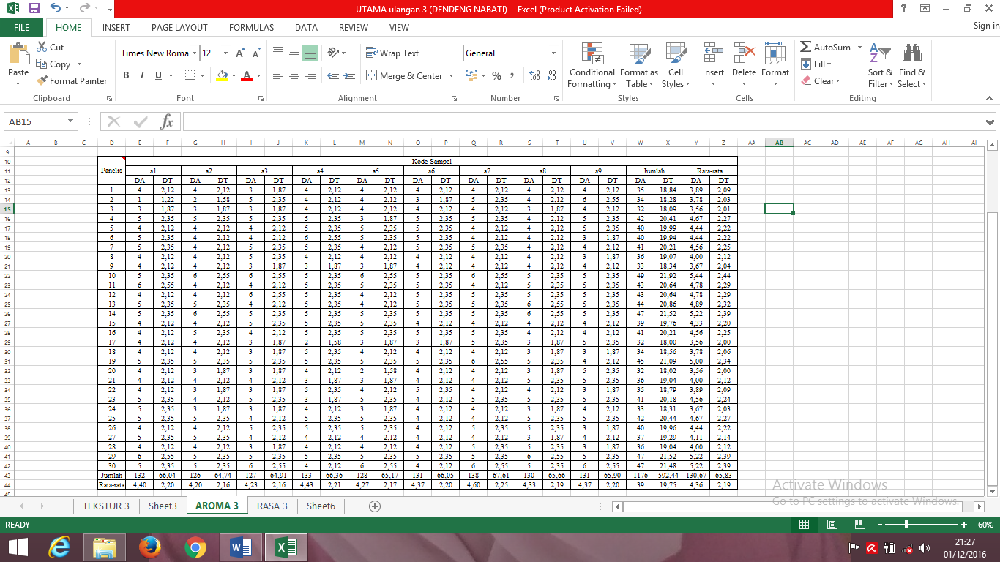 UTAMA ulangan 3 (DENDENG NABATI) - Excel (Product Activation Failed)
FILE HOME INSERT PAGE LAYOUT FORMULAS DATA REVIEW VIEW Sign in
Cut Copy Format Painter Paste Clipboard
Times New Roma 12 B I U Font
Wrap Text Merge & Center Alignment
General % Number
Conditional Formatting Format as Table Cell Styles Styles
Insert Delete Format Cells
AutoSum Fill Clear Sort & Filter Find & Select Editing
AB15 fx
A B C D E F G H I J K L M N O P Q R S T U V W X Y Z AA AB AC AD AE AF AG AH AI
9
10 Kode Sampel
11 Panelis a1 a2 a3 a4 a5 a6 a7 a8 a9 Jumlah Rata-rata
12 DA DT DA DT DA DT DA DT DA DT DA DT DA DT DA DT DA DT DA DT DA DT
13 1 4 2,12 4 2,12 3 1,87 4 2,12 4 2,12 4 2,12 4 2,12 4 2,12 4 2,12 35 18,84 3,89 2,09
14 2 1 1,22 2 1,58 5 2,35 4 2,12 4 2,12 3 1,87 5 2,35 4 2,12 6 2,55 34 18,28 3,78 2,03
15 3 3 1,87 3 1,87 3 1,87 4 2,12 4 2,12 4 2,12 4 2,12 3 1,87 4 2,12 32 18,09 3,56 2,01
16 4 5 2,35 5 2,35 5 2,35 5 2,35 3 1,87 5 2,35 5 2,35 4 2,12 5 2,35 42 20,41 4,67 2,27
17 5 4 2,12 4 2,12 4 2,12 5 2,35 5 2,35 5 2,35 4 2,12 4 2,12 5 2,35 40 19,99 4,44 2,22
18 6 5 2,35 4 2,12 4 2,12 6 2,55 5 2,35 5 2,35 4 2,12 4 2,12 3 1,87 40 19,94 4,44 2,22
19 7 5 2,35 4 2,12 5 2,35 5 2,35 4 2,12 5 2,35 5 2,35 4 2,12 4 2,12 41 20,21 4,56 2,25
20 8 4 2,12 4 2,12 5 2,35 4 2,12 4 2,12 4 2,12 4 2,12 4 2,12 3 1,87 36 19,07 4,00 2,12
21 9 4 2,12 4 2,12 3 1,87 3 1,87 3 1,87 4 2,12 4 2,12 4 2,12 4 2,12 33 18,34 3,67 2,04
22 10 5 2,35 6 2,55 6 2,55 5 2,35 6 2,55 5 2,35 6 2,55 5 2,35 5 2,35 49 21,92 5,44 2,44
23 11 6 2,55 4 2,12 4 2,12 5 2,35 5 2,35 5 2,35 4 2,12 5 2,35 5 2,35 43 20,64 4,78 2,29
24 12 4 2,12 4 2,12 6 2,55 5 2,35 4 2,12 5 2,35 5 2,35 5 2,35 5 2,35 43 20,64 4,78 2,29
25 13 5 2,35 5 2,35 4 2,12 5 2,35 4 2,12 5 2,35 5 2,35 6 2,55 5 2,35 44 20,86 4,89 2,32
26 14 5 2,35 6 2,55 5 2,35 5 2,35 5 2,35 5 2,35 5 2,35 6 2,55 5 2,35 47 21,52 5,22 2,39
27 15 4 2,12 4 2,12 5 2,35 5 2,35 5 2,35 4 2,12 4 2,12 4 2,12 4 2,12 39 19,76 4,33 2,20
28 16 4 2,12 5 2,35 4 2,12 5 2,35 5 2,35 5 2,35 5 2,35 4 2,12 4 2,12 41 20,21 4,56 2,25
29 17 4 2,12 4 2,12 3 1,87 2 1,58 3 1,87 3 1,87 5 2,35 3 1,87 5 2,35 32 18,00 3,56 2,00
30 18 4 2,12 4 2,12 3 1,87 5 2,35 4 2,12 4 2,12 4 2,12 3 1,87 3 1,87 34 18,56 3,78 2,06
31 19 5 2,35 5 2,35 5 2,35 5 2,35 5 2,35 5 2,35 6 2,55 5 2,35 4 2,12 45 21,09 5,00 2,34
32 20 4 2,12 3 1,87 3 1,87 4 2,12 2 1,58 4 2,12 4 2,12 3 1,87 5 2,35 32 18,02 3,56 2,00
33 21 4 2,12 4 2,12 4 2,12 3 1,87 3 1,87 4 2,12 4 2,12 5 2,35 5 2,35 36 19,04 4,00 2,12
34 22 4 2,12 3 1,87 3 1,87 5 2,35 4 2,12 5 2,35 4 2,12 4 2,12 3 1,87 35 18,79 3,89 2,09
35 23 5 2,35 4 2,12 5 2,35 3 1,87 5 2,35 4 2,12 5 2,35 5 2,35 5 2,35 41 20,18 4,56 2,24
36 24 5 2,35 3 1,87 3 1,87 4 2,12 3 1,87 4 2,12 4 2,12 3 1,87 4 2,12 33 18,31 3,67 2,03
37 25 5 2,35 5 2,35 4 2,12 5 2,35 5 2,35 4 2,12 4 2,12 5 2,35 5 2,35 42 20,44 4,67 2,27
38 26 4 2,12 4 2,12 5 2,35 5 2,35 5 2,35 4 2,12 5 2,35 5 2,35 3 1,87 40 19,96 4,44 2,22
39 27 5 2,35 5 2,35 4 2,12 4 2,12 4 2,12 4 2,12 4 2,12 3 1,87 4 2,12 37 19,29 4,11 2,14
40 28 4 2,12 4 2,12 3 1,87 4 2,12 4 2,12 4 2,12 5 2,35 5 2,35 3 1,87 36 19,04 4,00 2,12
41 29 6 2,55 5 2,35 5 2,35 5 2,35 5 2,35 5 2,35 5 2,35 6 2,55 5 2,35 47 21,52 5,22 2,39
42 30 5 2,35 5 2,35 6 2,55 4 2,12 6 2,55 4 2,12 6 2,55 5 2,35 6 2,55 47 21,48 5,22 2,39
43 Jumlah 132 66,04 126 64,74 127 64,91 133 66,36 128 65,17 131 66,05 138 67,61 130 65,66 131 65,90 1176 592,44 130,67 65,83
44 Rata-rata 4,40 2,20 4,20 2,16 4,23 2,16 4,43 2,21 4,27 2,17 4,37 2,20 4,60 2,25 4,33 2,19 4,37 2,20 39 19,75 4,36 2,19
45
Activate Windows
Go to PC settings to activate Windows.
TEKSTUR 3 Sheet3 AROMA 3 RASA 3 Sheet6
READY 60%
21:27
01/12/2016